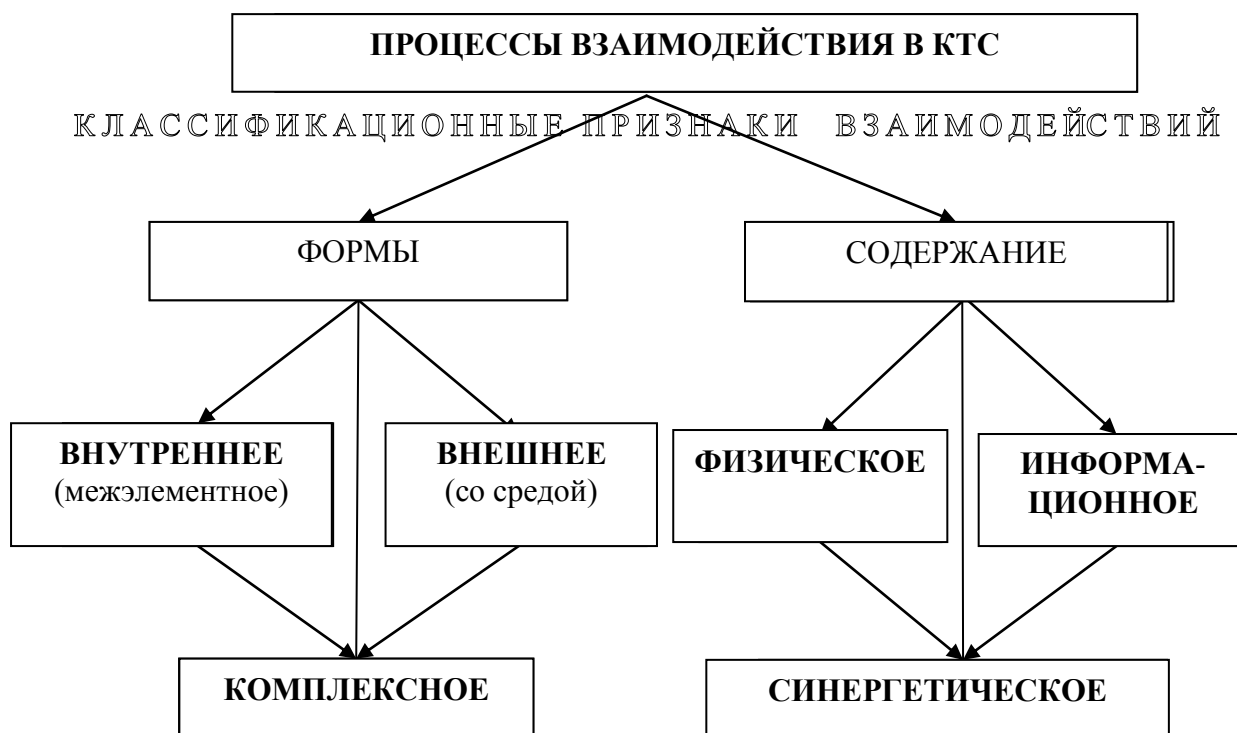 ПРОЦЕССЫ ВЗАИМОДЕЙСТВИЯ В КТС
КЛАССИФИКАЦИОННЫЕ ПРИЗНАКИ ВЗАИМОДЕЙСТВИЙ
ФОРМЫ
СОДЕРЖАНИЕ
ВНУТРЕННЕЕ
(межэлементное)
ВНЕШНЕЕ
(со средой)
ФИЗИЧЕСКОЕ
ИНФОРМА-
ЦИОННОЕ
КОМПЛЕКСНОЕ
СИНЕРГЕТИЧЕСКОЕ